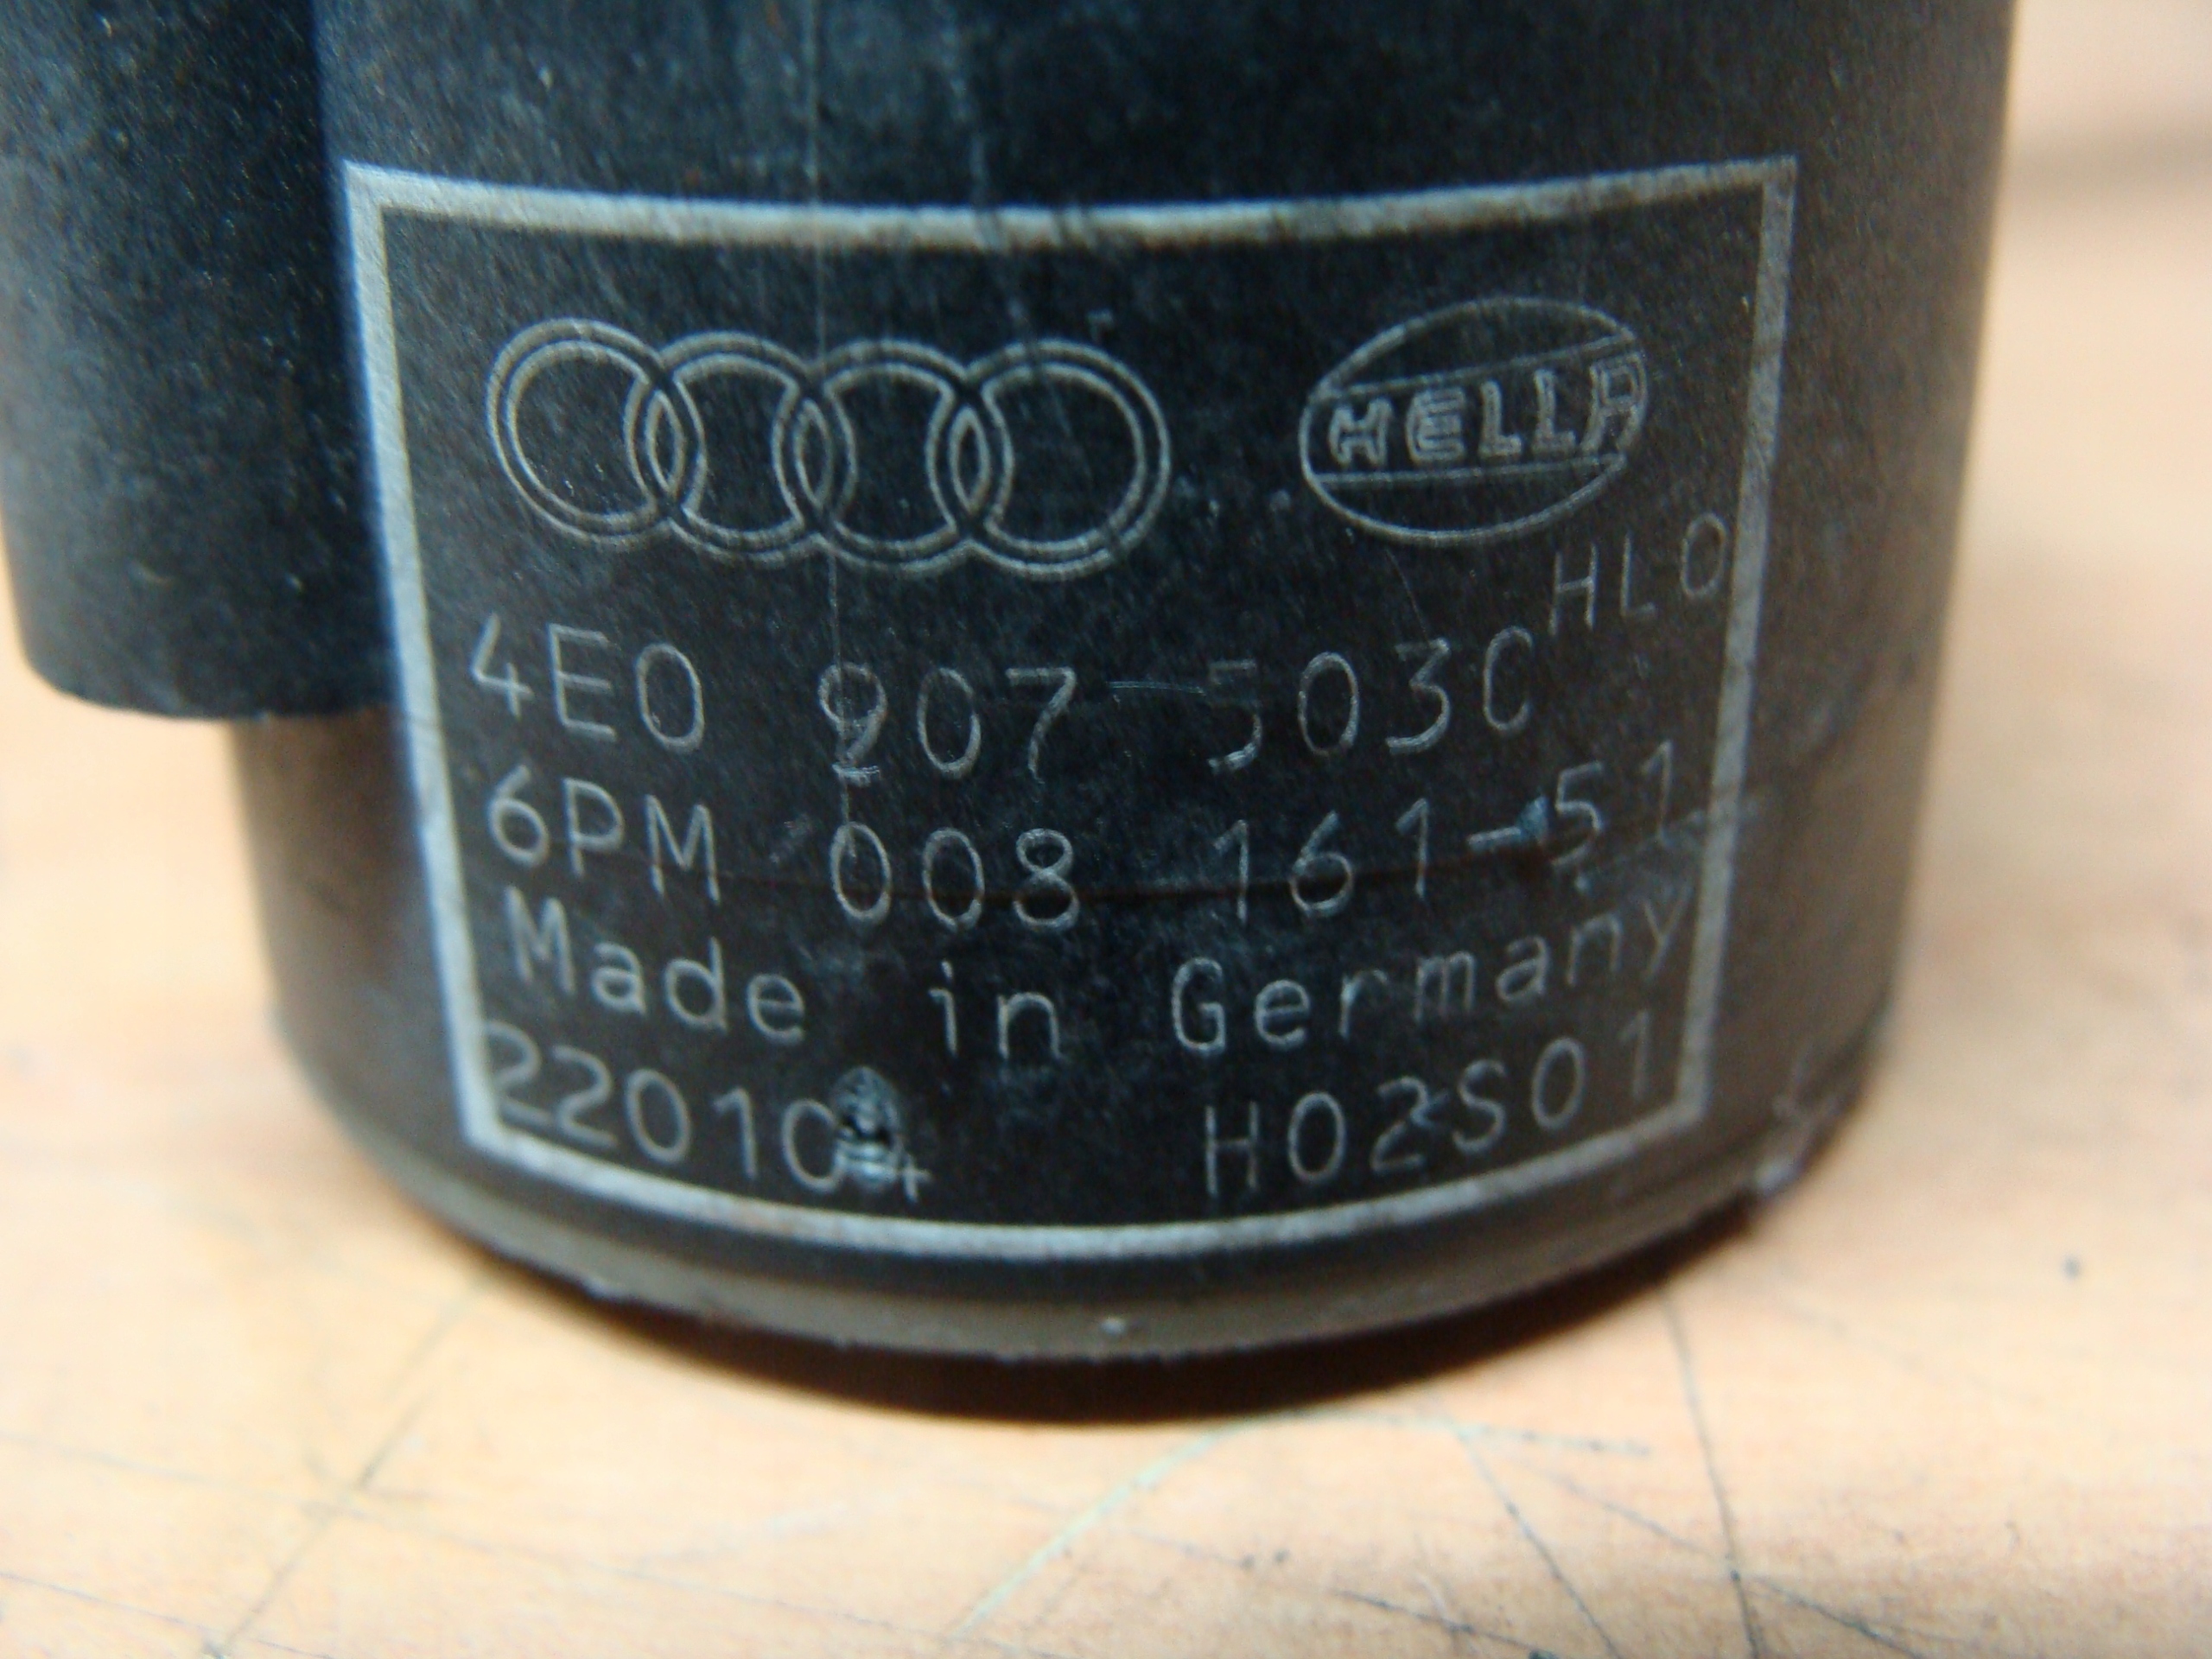 HELLA
HLO
4E0 907 503C
6PM 008 161-51
Made in Germany
220104 H02S01